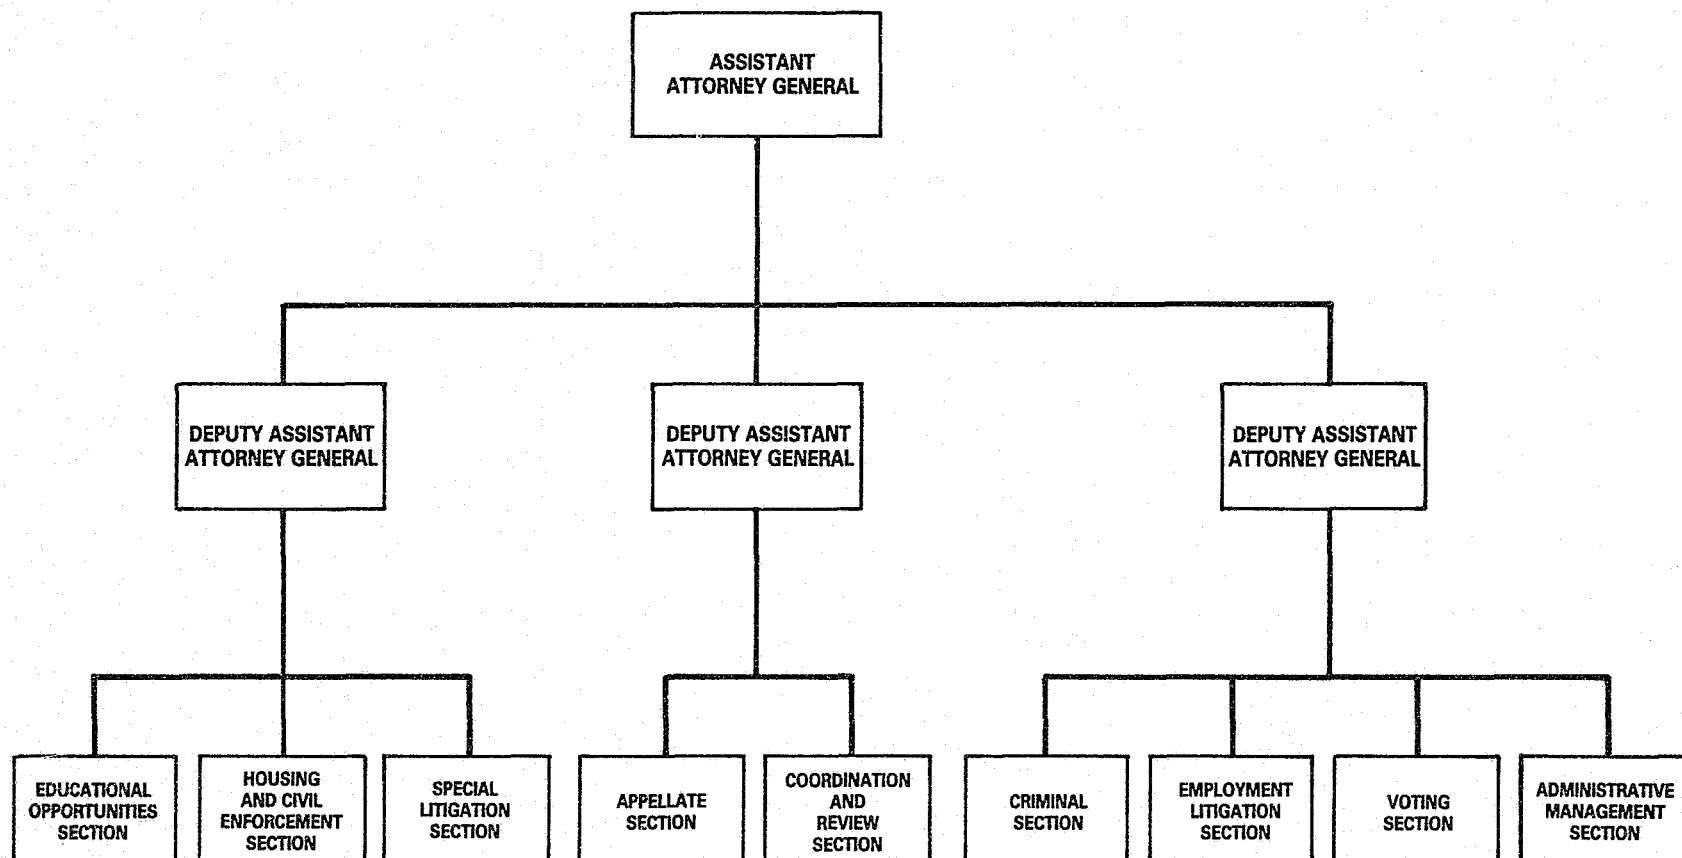 ASSISTANT
ATTORNEY GENERAL
DEPUTY ASSISTANT
ATTORNEY GENERAL
DEPUTY ASSISTANT
ATTORNEY GENERAL
DEPUTY ASSISTANT
ATTORNEY GENERAL
EDUCATIONAL
OPPORTUNITIES
SECTION
HOUSING
AND CIVIL
ENFORCEMENT
SECTION
SPECIAL
LITIGATION
SECTION
APPELLATE
SECTION
COORDINATION
AND
REVIEW
SECTION
CRIMINAL
SECTION
EMPLOYMENT
LITIGATION
SECTION
VOTING
SECTION
ADMINISTRATIVE
MANAGEMENT
SECTION